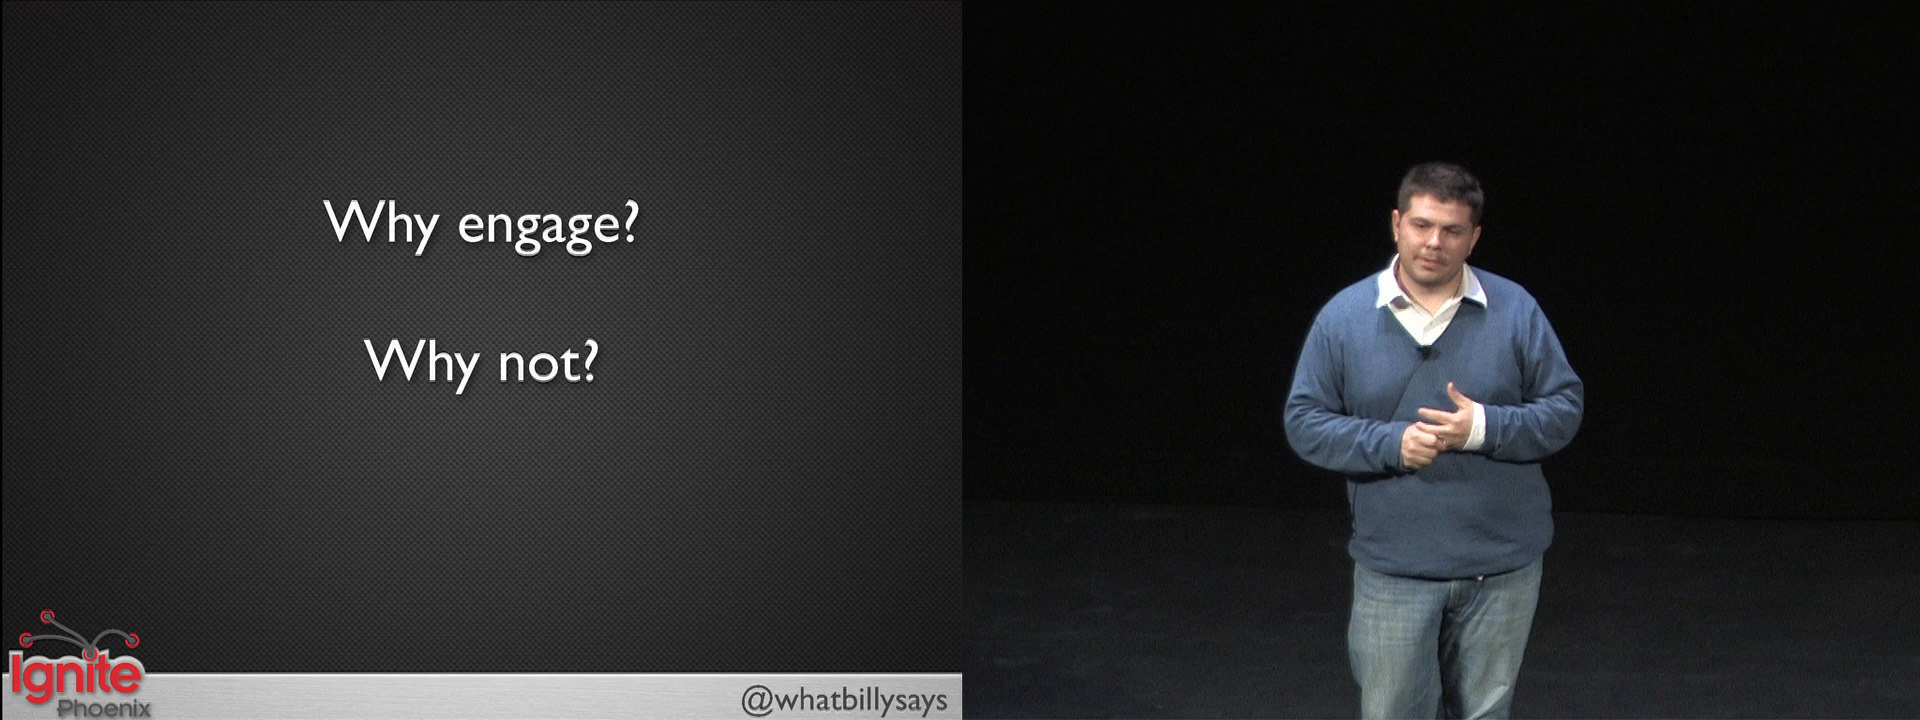 Why engage?
Why not?
Ignite
Phoenix
@whatbillysays